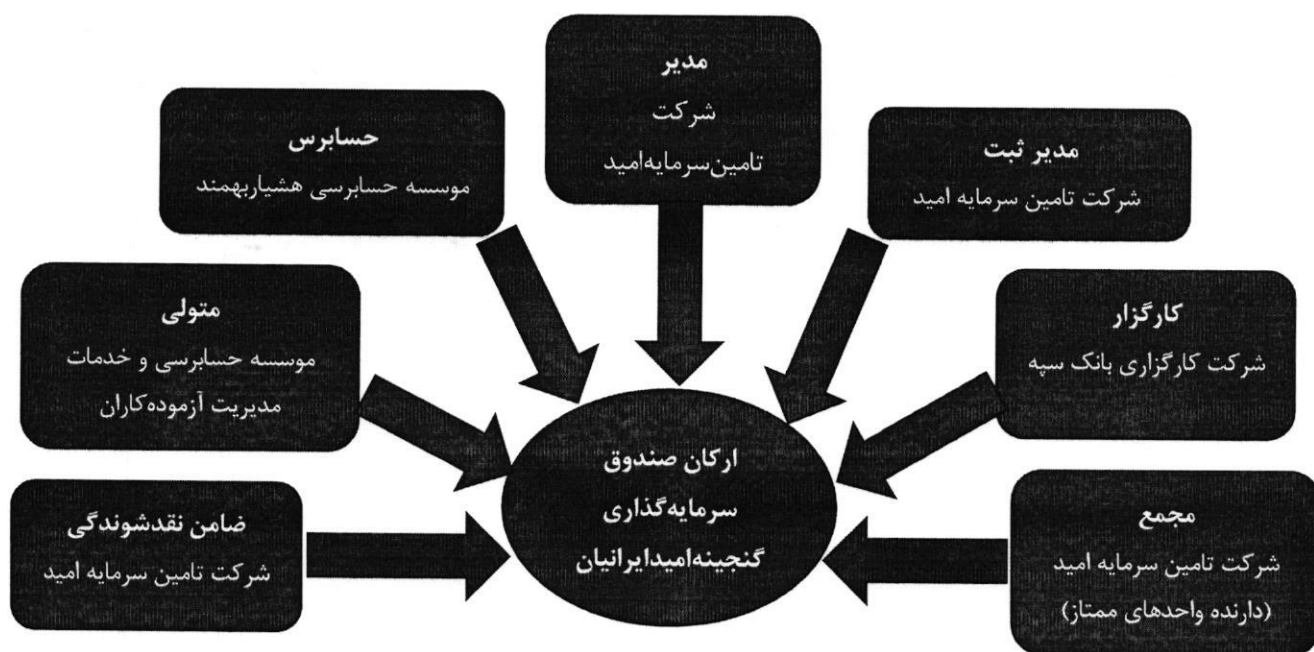 مدیر
شرکت
تامین‌سرمایه‌امید
مدیر ثبت
شرکت تامین سرمایه امید
حسابرس
موسسه حسابرسی هشیاربهمند
کارگزار
شرکت کارگزاری بانک سپه
متولی
موسسه حسابرسی و خدمات
مدیریت آزموده‌کاران
مجمع
شرکت تامین سرمایه امید
(دارنده واحدهای ممتاز)
ضامن نقدشوندگی
شرکت تامین سرمایه امید
ارکان صندوق
سرمایه‌گذاری
گنجینه‌امیدایرانیان